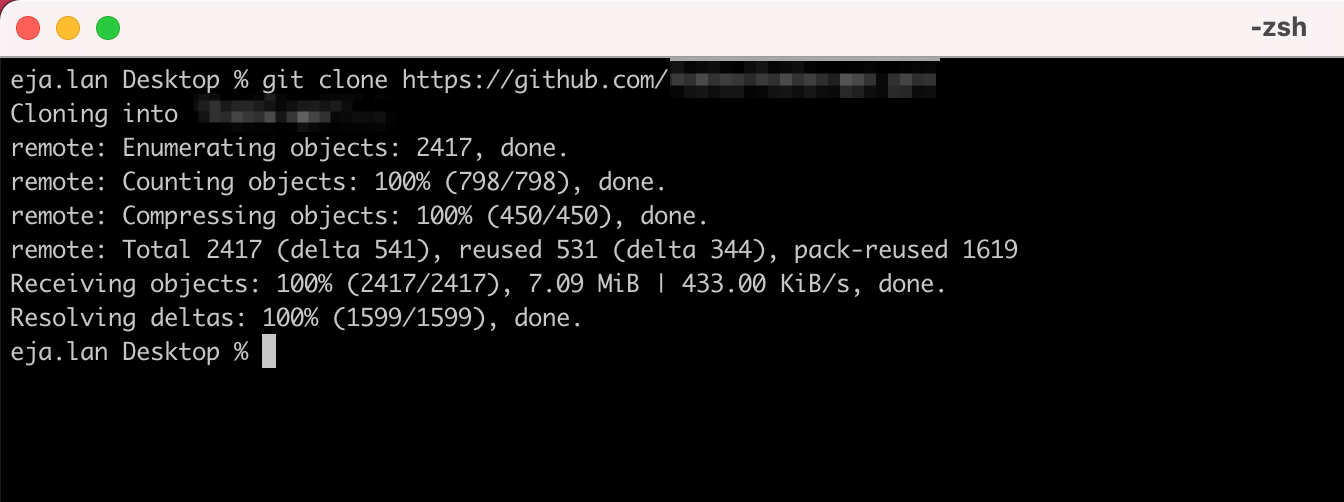 -zsh
eja.lan Desktop % git clone https://github.com/
Cloning into
remote: Enumerating objects: 2417, done.
remote: Counting objects: 100% (798/798), done.
remote: Compressing objects: 100% (450/450), done.
remote: Total 2417 (delta 541), reused 531 (delta 344), pack-reused 1619
Receiving objects: 100% (2417/2417), 7.09 MiB | 433.00 KiB/s, done.
Resolving deltas: 100% (1599/1599), done.
eja.lan Desktop %